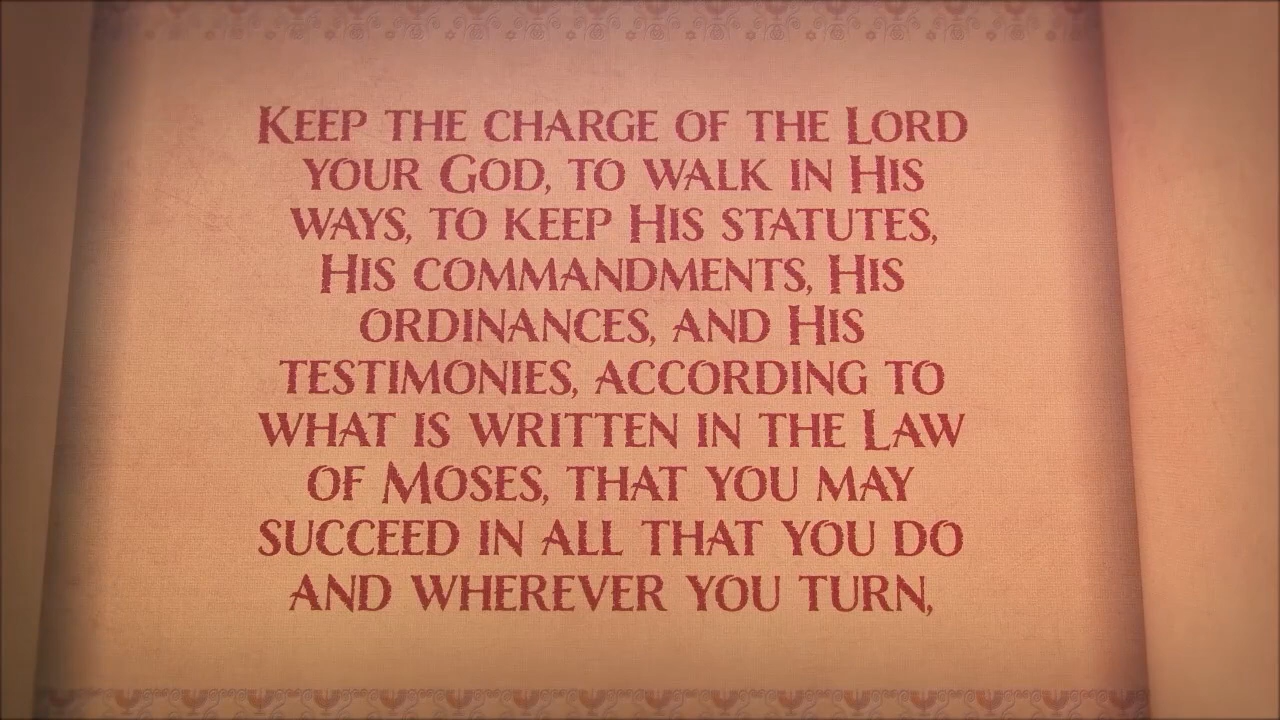 Keep the charge of the Lord
your God, to walk in His
ways, to keep His statutes,
His commandments, His
ordinances, and His
testimonies, according to
what is written in the Law
of Moses, that you may
succeed in all that you do
and wherever you turn,